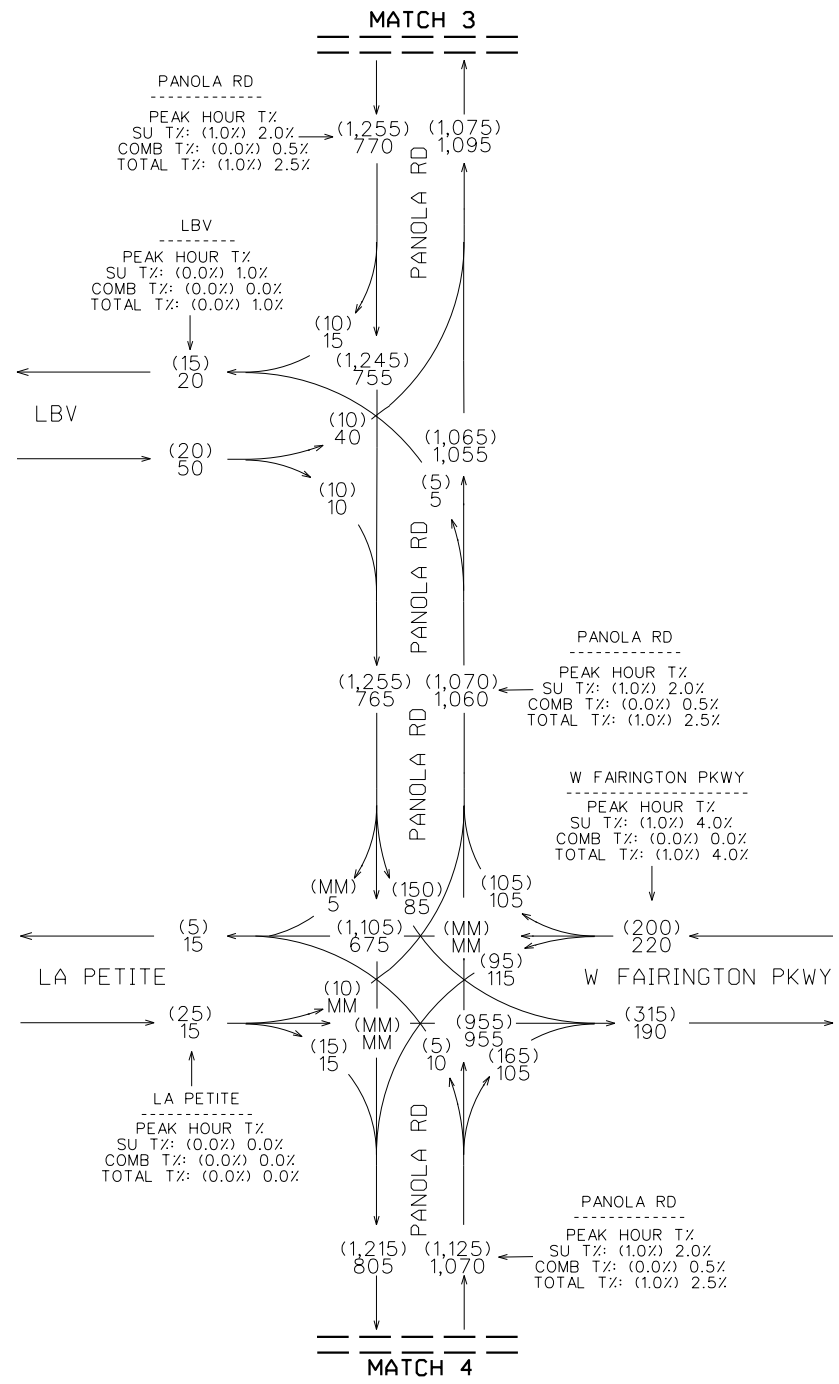 MATCH 3
PANOLA RD
PEAK HOUR T%
SU T%: (1.0%) 2.0%
COMB T%: (0.0%) 0.5%
TOTAL T%: (1.0%) 2.5%
(1,255)
770
(1,075)
1,095
PANOLA RD
LBV
PEAK HOUR T%
SU T%: (0.0%) 1.0%
COMB T%: (0.0%) 0.0%
TOTAL T%: (0.0%) 1.0%
(10)
15
(15)
20
(1,245)
755
LBV
(10)
40
(1,065)
1,055
(20)
50
(10)
10
(5)
5
PANOLA RD
PANOLA RD
PEAK HOUR T%
SU T%: (1.0%) 2.0%
COMB T%: (0.0%) 0.5%
TOTAL T%: (1.0%) 2.5%
(1,255)
765
(1,070)
1,060
PANOLA RD
W FAIRINGTON PKWY
PEAK HOUR T%
SU T%: (1.0%) 4.0%
COMB T%: (0.0%) 0.0%
TOTAL T%: (1.0%) 4.0%
(MM)
5
(150)
85
(105)
105
(5)
15
(1,105)
675
(MM)
MM
(200)
220
(95)
115
LA PETITE
W FAIRINGTON PKWY
(10)
MM
(25)
15
(MM)
MM
(955)
955
(315)
190
(15)
15
(5)
10
(165)
105
LA PETITE
PEAK HOUR T%
SU T%: (0.0%) 0.0%
COMB T%: (0.0%) 0.0%
TOTAL T%: (0.0%) 0.0%
PANOLA RD
PANOLA RD
PEAK HOUR T%
SU T%: (1.0%) 2.0%
COMB T%: (0.0%) 0.5%
TOTAL T%: (1.0%) 2.5%
(1,215)
805
(1,125)
1,070
MATCH 4